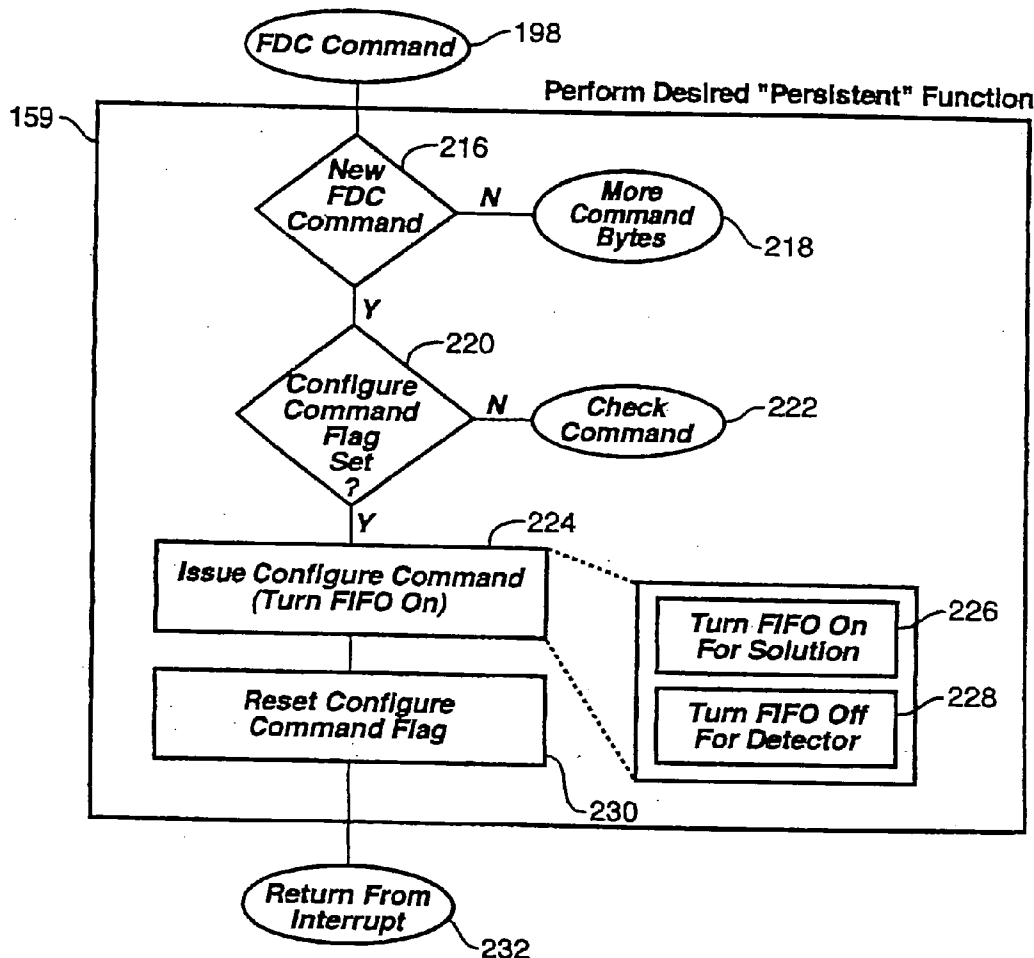 FDC Command
198
Perform Desired "Persistent" Function
159
216
New
FDC
Command
N
More
Command
Bytes
218
Y
220
Configure
Command
Flag
Set
?
N
Check
Command
222
Y
224
Issue Configure Command
(Turn FIFO On)
Turn FIFO On
For Solution
226
Reset Configure
Command Flag
Turn FIFO Off
For Detector
228
230
Return From
Interrupt
232